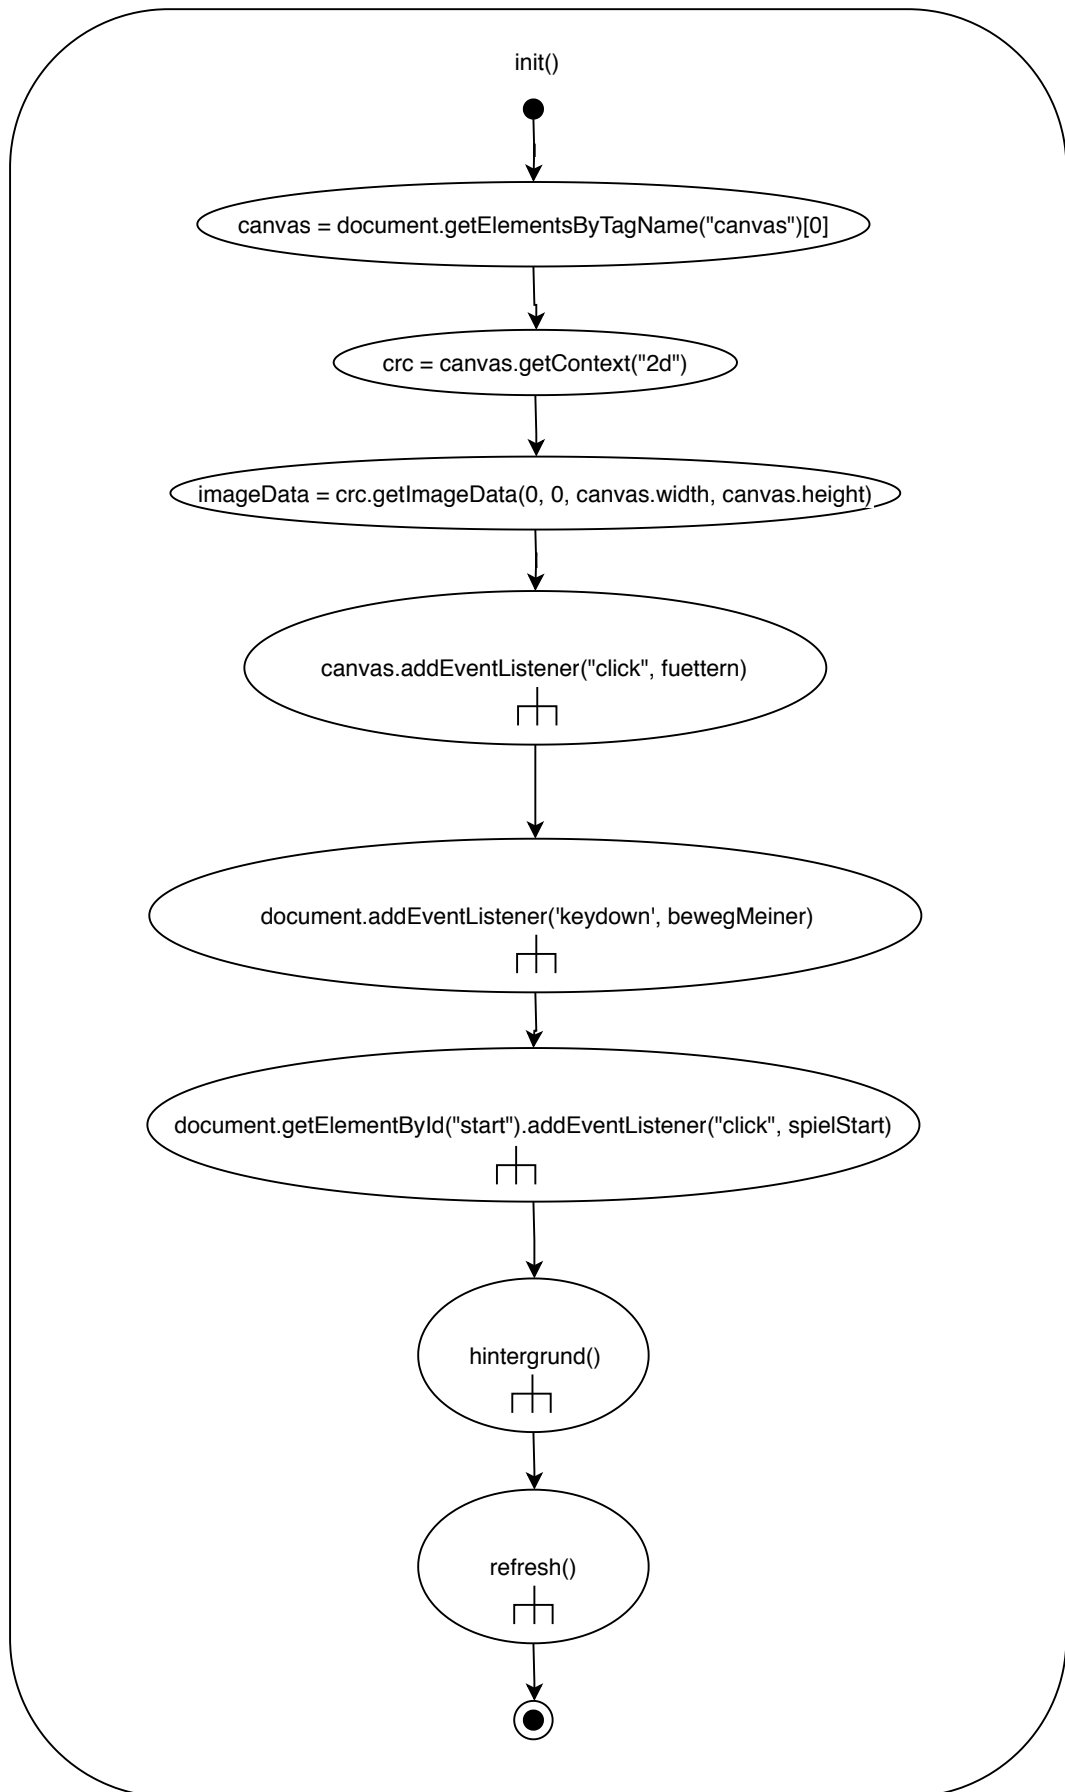 init()
canvas = document.getElementsByTagName("canvas")[0]
crc = canvas.getContext("2d")
imageData = crc.getImageData(0, 0, canvas.width, canvas.height)
canvas.addEventListener("click", fuettern)
document.addEventListener('keydown', bewegMeiner)
document.getElementById("start").addEventListener("click", spielStart)
hintergrund()
refresh()